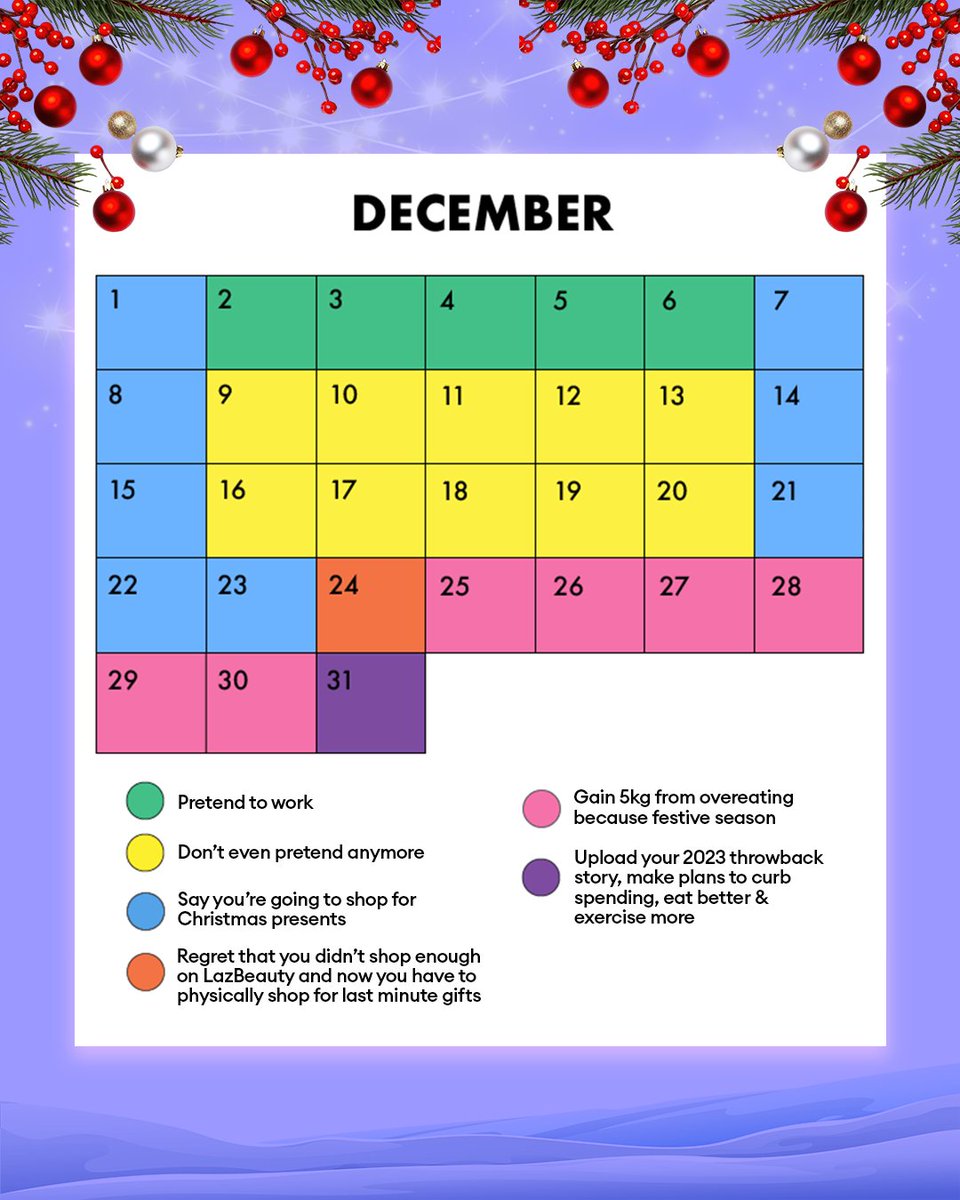 DECEMBER
1 2 3 4 5 6 7
8 9 10 11 12 13 14
15 16 17 18 19 20 21
22 23 24 25 26 27 28
29 30 31
Pretend to work
Don't even pretend anymore
Say you're going to shop for
Christmas presents
Regret that you didn't shop enough
on LazBeauty and now you have to
physically shop for last minute gifts
Gain 5kg from overeating
because festive season
Upload your 2023 throwback
story, make plans to curb
spending, eat better &
exercise more